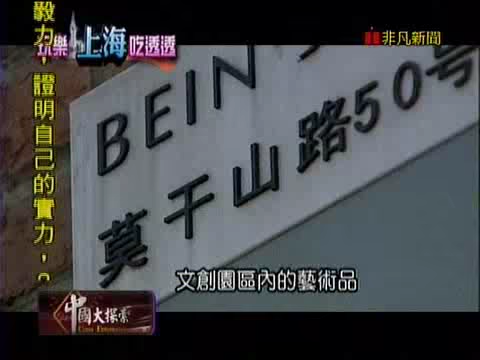 玩樂上海吃透透
非凡新聞
毅力，證明自己的實力，
BEIN
莫干山路50号
文創園區內的藝術品
中國大探索